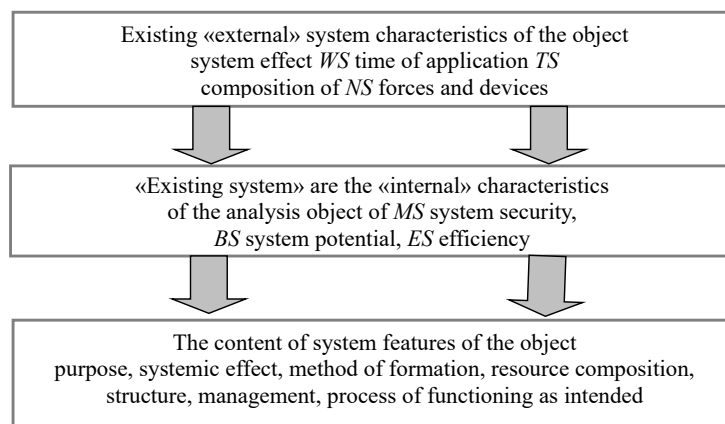 Existing «external» system characteristics of the object
system effect WS time of application TS
composition of NS forces and devices
«Existing system» are the «internal» characteristics
of the analysis object of MS system security,
BS system potential, ES efficiency
The content of system features of the object
purpose, systemic effect, method of formation, resource composition,
structure, management, process of functioning as intended